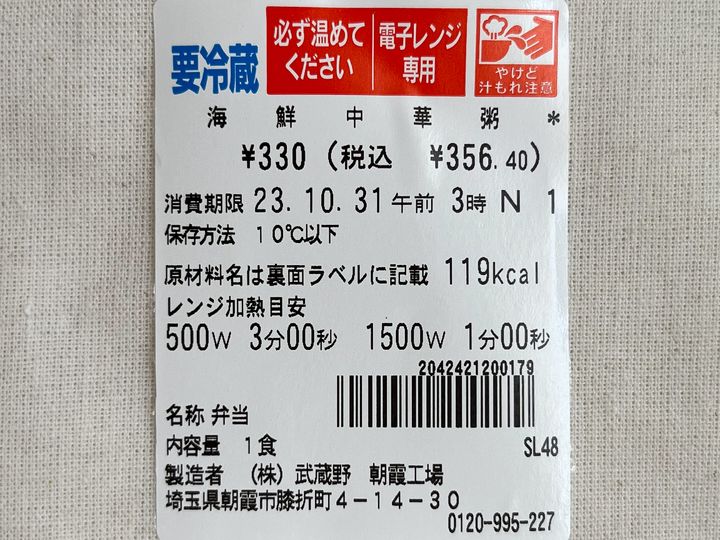 要冷蔵
必ず温めて
ください
電子レンジ
専用
やけど
汁もれ注意
海鮮中華粥 *
¥330 (税込 ¥356.40)
消費期限 23.10.31午前 3時 N 1
保存方法 10℃以下
原材料名は裏面ラベルに記載 119kcal
レンジ加熱目安
500W 3分00秒 1500W 1分00秒
2042421200179
名称 弁当
内容量 1食 SL48
製造者 (株) 武蔵野 朝霞工場
埼玉県朝霞市膝折町4-14-30
0120-995-227